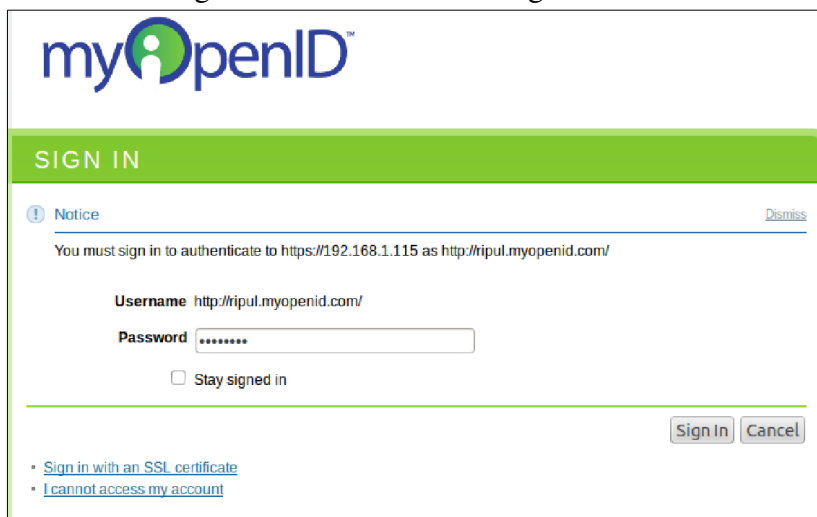 myOpenID™
SIGN IN
Notice
Dismiss
You must sign in to authenticate to https://192.168.1.115 as http://ripul.myopenid.com/
Username http://ripul.myopenid.com/
Password ••••••••
Stay signed in
Sign In Cancel
Sign in with an SSL certificate
I cannot access my account